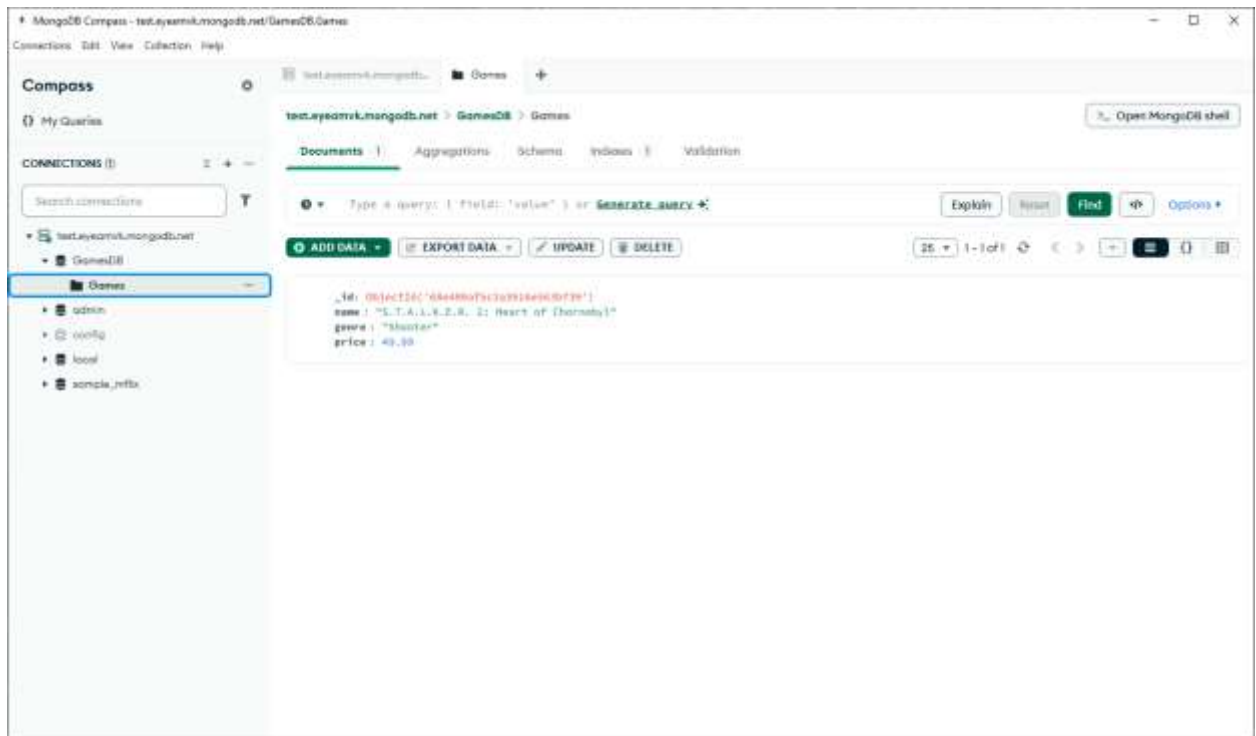 MongoDB Compass - test.eyeamvk.mongodb.net/GamesDB.Games
Connections Edit View Collection Help
Compass
My Queries
CONNECTIONS (1)
Search connections
test.eyeamvk.mongodb.net
GamesDB
Games
admin
config
local
sample_mflix
test.eyeamvk.mongodb... Games
test.eyeamvk.mongodb.net > GamesDB > Games
Open MongoDB shell
Documents 1 Aggregations Schema Indexes 1 Validation
Type a query: { field: 'value' } or Generate query
Explain Reset Find Options
ADD DATA EXPORT DATA UPDATE DELETE
25 1-1 of 1
_id:
name : "S.T.A.L.K.E.R. 2: Heart of Chornobyl"
genre : "Shooter"
price :